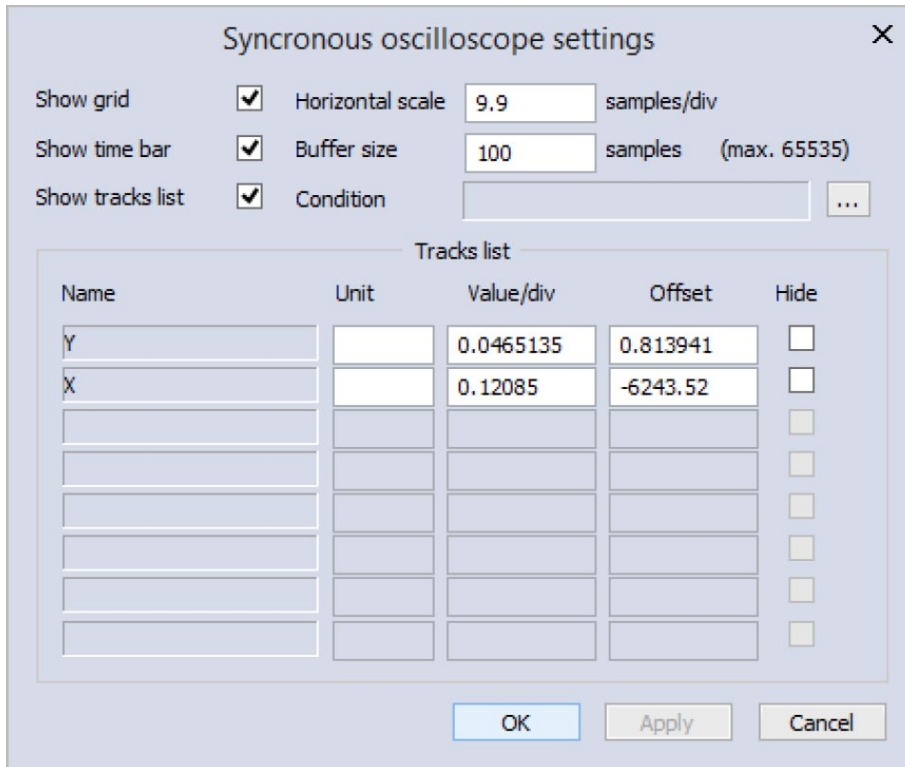 Syncronous oscilloscope settings X
Show grid Horizontal scale 9.9 samples/div
Show time bar Buffer size 100 samples (max. 65535)
Show tracks list Condition ...
Tracks list
Name Unit Value/div Offset Hide
Y 0.0465135 0.813941
X 0.12085 -6243.52
OK Apply Cancel